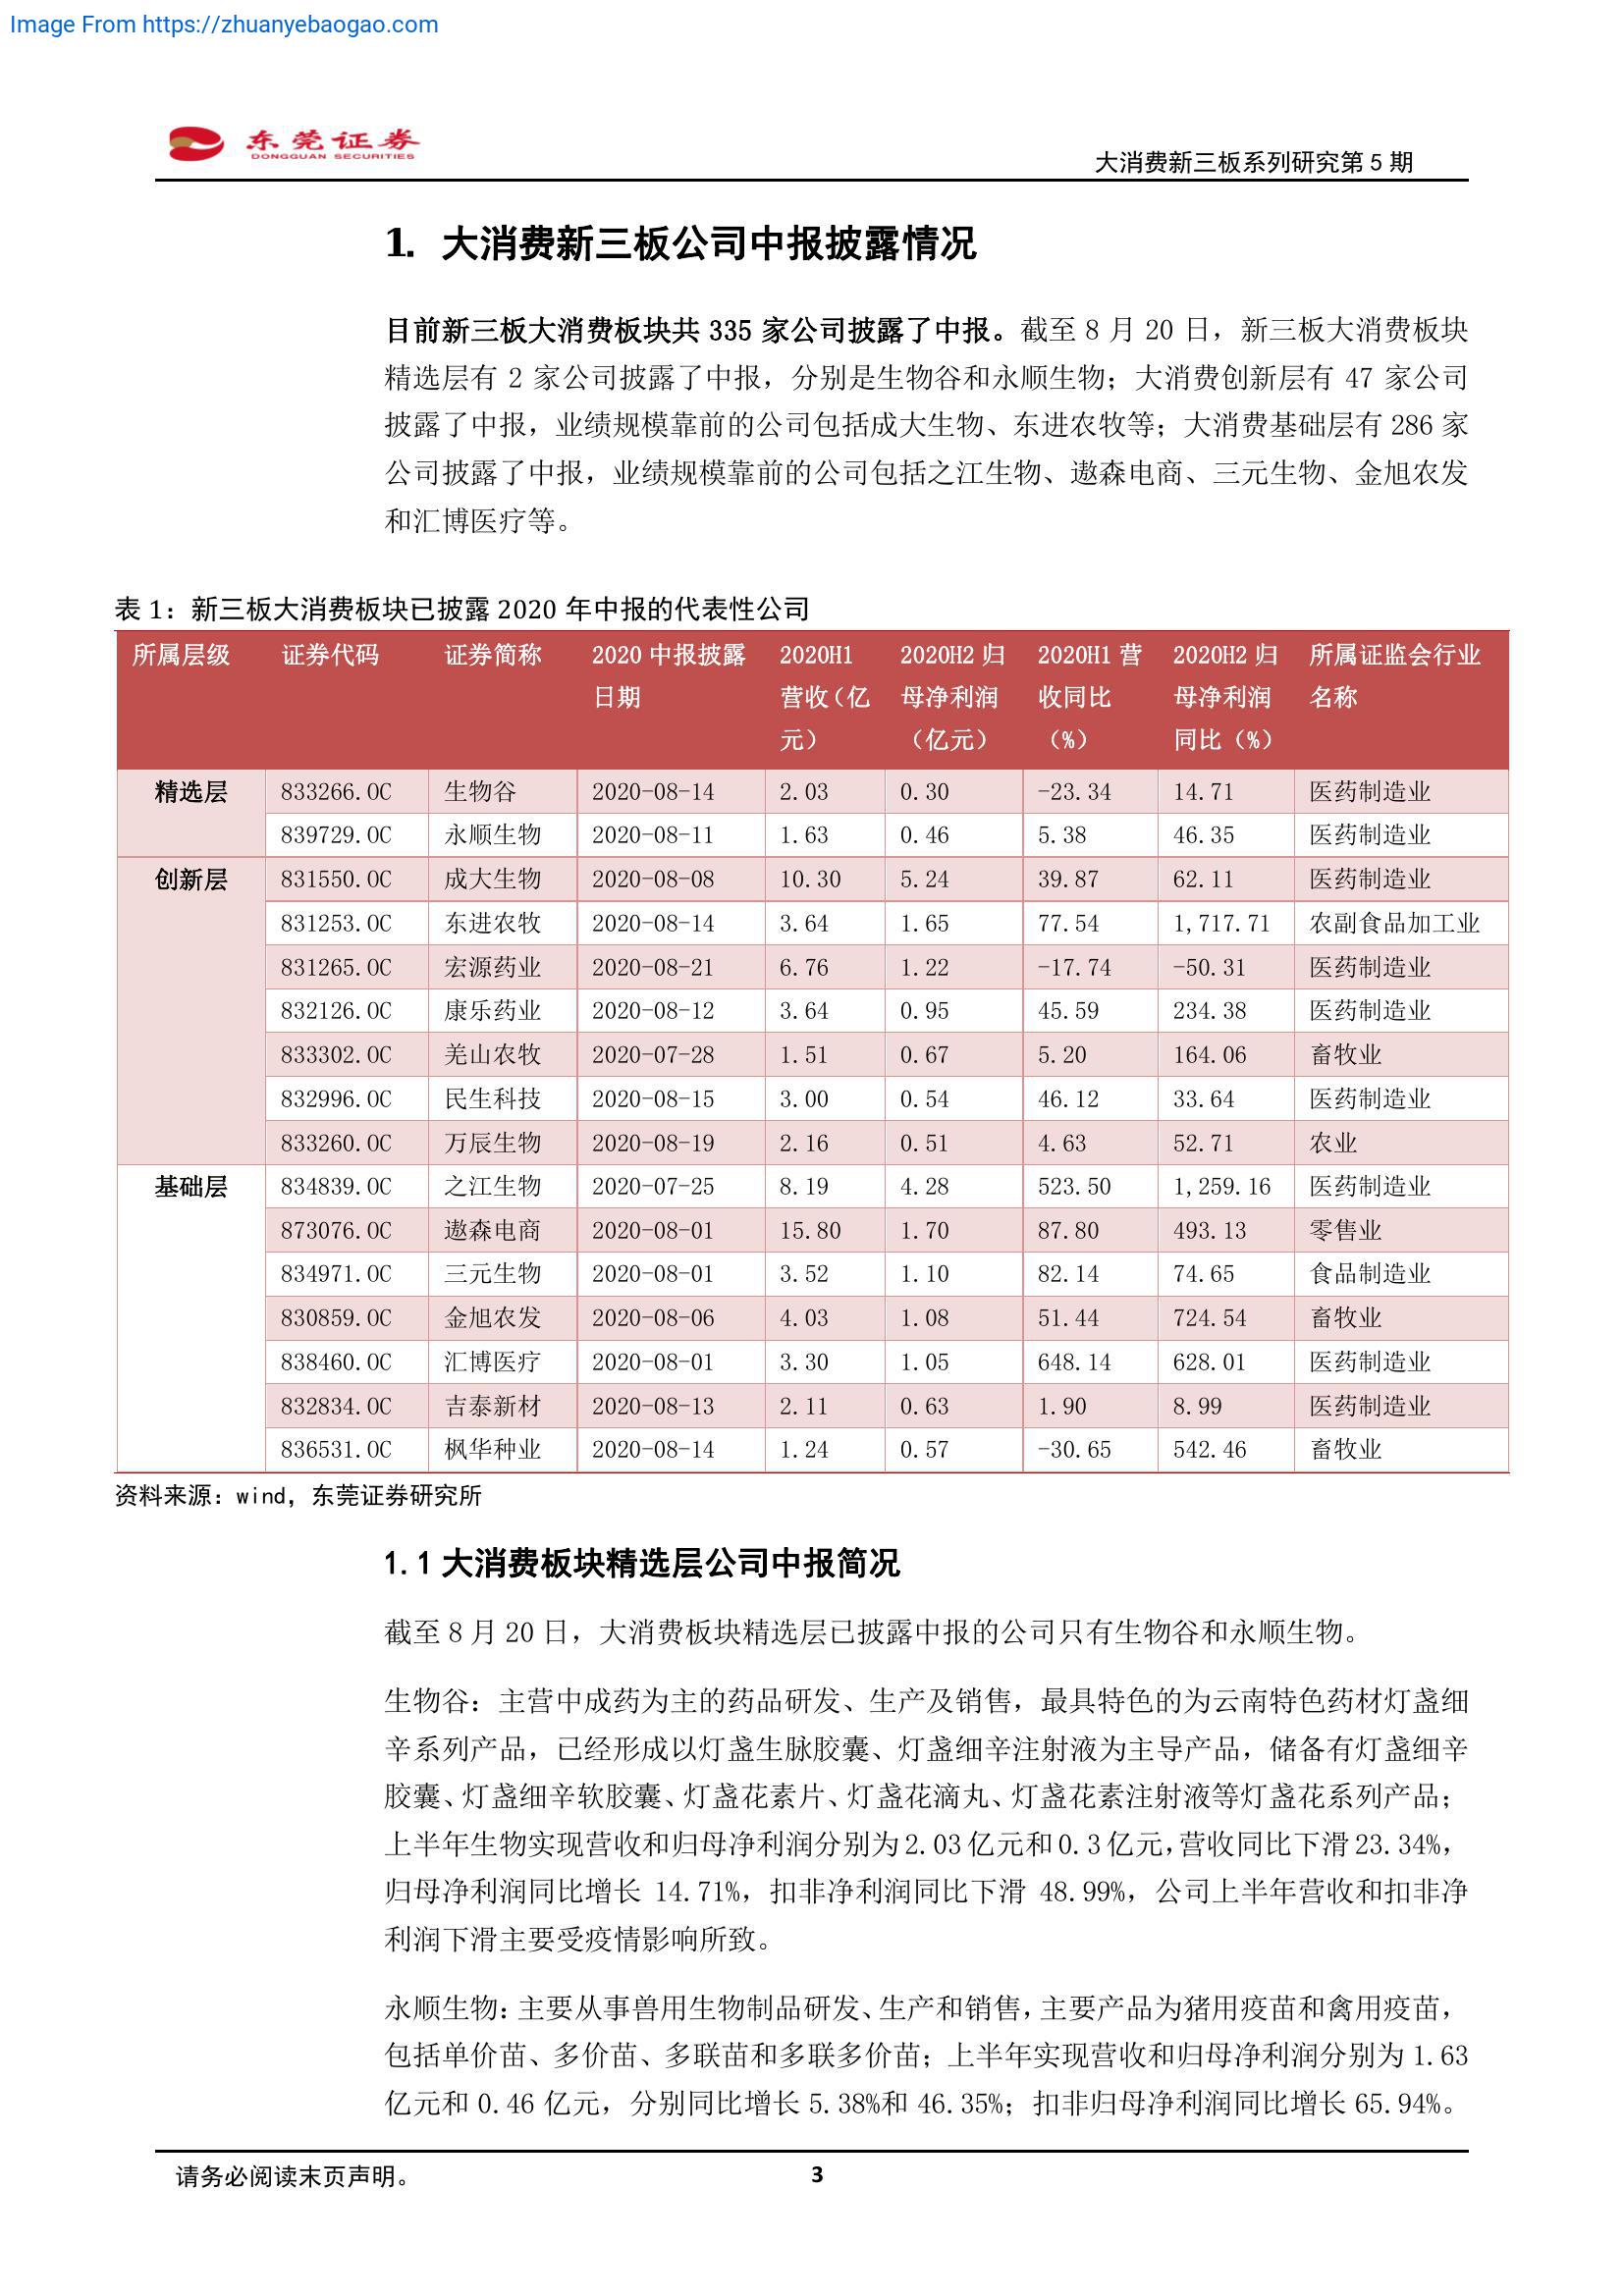 Image From https://zhuanyebaogao.com
东莞证券
DONGGUAN SECURITIES
大消费新三板系列研究第 5 期
1. 大消费新三板公司中报披露情况
目前新三板大消费板块共 335 家公司披露了中报。截至 8 月 20 日，新三板大消费板块
精选层有 2 家公司披露了中报，分别是生物谷和永顺生物；大消费创新层有 47 家公司
披露了中报，业绩规模靠前的公司包括成大生物、东进农牧等；大消费基础层有 286 家
公司披露了中报，业绩规模靠前的公司包括之江生物、遨森电商、三元生物、金旭农发
和汇博医疗等。
表 1：新三板大消费板块已披露 2020 年中报的代表性公司
所属层级 证券代码 证券简称 2020 中报披露 2020H1 2020H2 归 2020H1 营 2020H2 归 所属证监会行业
日期 营收（亿 母净利润 收同比 母净利润 名称
元） （亿元） （%） 同比（%）
精选层 833266.OC 生物谷 2020-08-14 2.03 0.30 -23.34 14.71 医药制造业
839729.OC 永顺生物 2020-08-11 1.63 0.46 5.38 46.35 医药制造业
创新层 831550.OC 成大生物 2020-08-08 10.30 5.24 39.87 62.11 医药制造业
831253.OC 东进农牧 2020-08-14 3.64 1.65 77.54 1,717.71 农副食品加工业
831265.OC 宏源药业 2020-08-21 6.76 1.22 -17.74 -50.31 医药制造业
832126.OC 康乐药业 2020-08-12 3.64 0.95 45.59 234.38 医药制造业
833302.OC 羌山农牧 2020-07-28 1.51 0.67 5.20 164.06 畜牧业
832996.OC 民生科技 2020-08-15 3.00 0.54 46.12 33.64 医药制造业
833260.OC 万辰生物 2020-08-19 2.16 0.51 4.63 52.71 农业
基础层 834839.OC 之江生物 2020-07-25 8.19 4.28 523.50 1,259.16 医药制造业
873076.OC 遨森电商 2020-08-01 15.80 1.70 87.80 493.13 零售业
834971.OC 三元生物 2020-08-01 3.52 1.10 82.14 74.65 食品制造业
830859.OC 金旭农发 2020-08-06 4.03 1.08 51.44 724.54 畜牧业
838460.OC 汇博医疗 2020-08-01 3.30 1.05 648.14 628.01 医药制造业
832834.OC 吉泰新材 2020-08-13 2.11 0.63 1.90 8.99 医药制造业
836531.OC 枫华种业 2020-08-14 1.24 0.57 -30.65 542.46 畜牧业
资料来源：wind，东莞证券研究所
1.1 大消费板块精选层公司中报简况
截至 8 月 20 日，大消费板块精选层已披露中报的公司只有生物谷和永顺生物。
生物谷：主营中成药为主的药品研发、生产及销售，最具特色的为云南特色药材灯盏细
辛系列产品，已经形成以灯盏生脉胶囊、灯盏细辛注射液为主导产品，储备有灯盏细辛
胶囊、灯盏细辛软胶囊、灯盏花素片、灯盏花滴丸、灯盏花素注射液等灯盏花系列产品；
上半年生物实现营收和归母净利润分别为 2.03 亿元和 0.3 亿元，营收同比下滑 23.34%，
归母净利润同比增长 14.71%，扣非净利润同比下滑 48.99%，公司上半年营收和扣非净
利润下滑主要受疫情影响所致。
永顺生物：主要从事兽用生物制品研发、生产和销售，主要产品为猪用疫苗和禽用疫苗，
包括单价苗、多价苗、多联苗和多联多价苗；上半年实现营收和归母净利润分别为 1.63
亿元和 0.46 亿元，分别同比增长 5.38%和 46.35%；扣非归母净利润同比增长 65.94%。
请务必阅读末页声明。
3